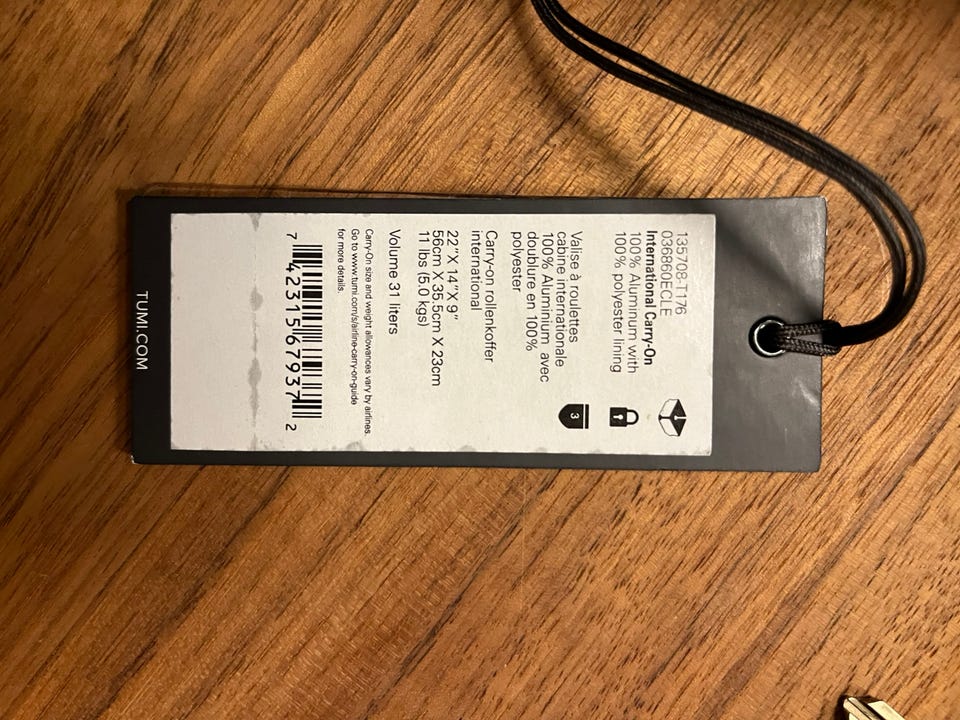 135708-T176
036860ECLE
International Carry-On
100% Aluminum with
100% polyester lining
Valise à roulettes
cabine internationale
100% Aluminium avec
doublure en 100%
polyester
Carry-on rollenkoffer
international
22"X 14"X 9"
56cm X 35.5cm X 23cm
11 lbs (5.0 kgs)
Volume 31 liters
Carry-On size and weight allowances vary by airlines.
Go to www.tumi.com/s/airline-carry-on-guide
for more details.
7 42315 67937 2
3
TUMI.COM